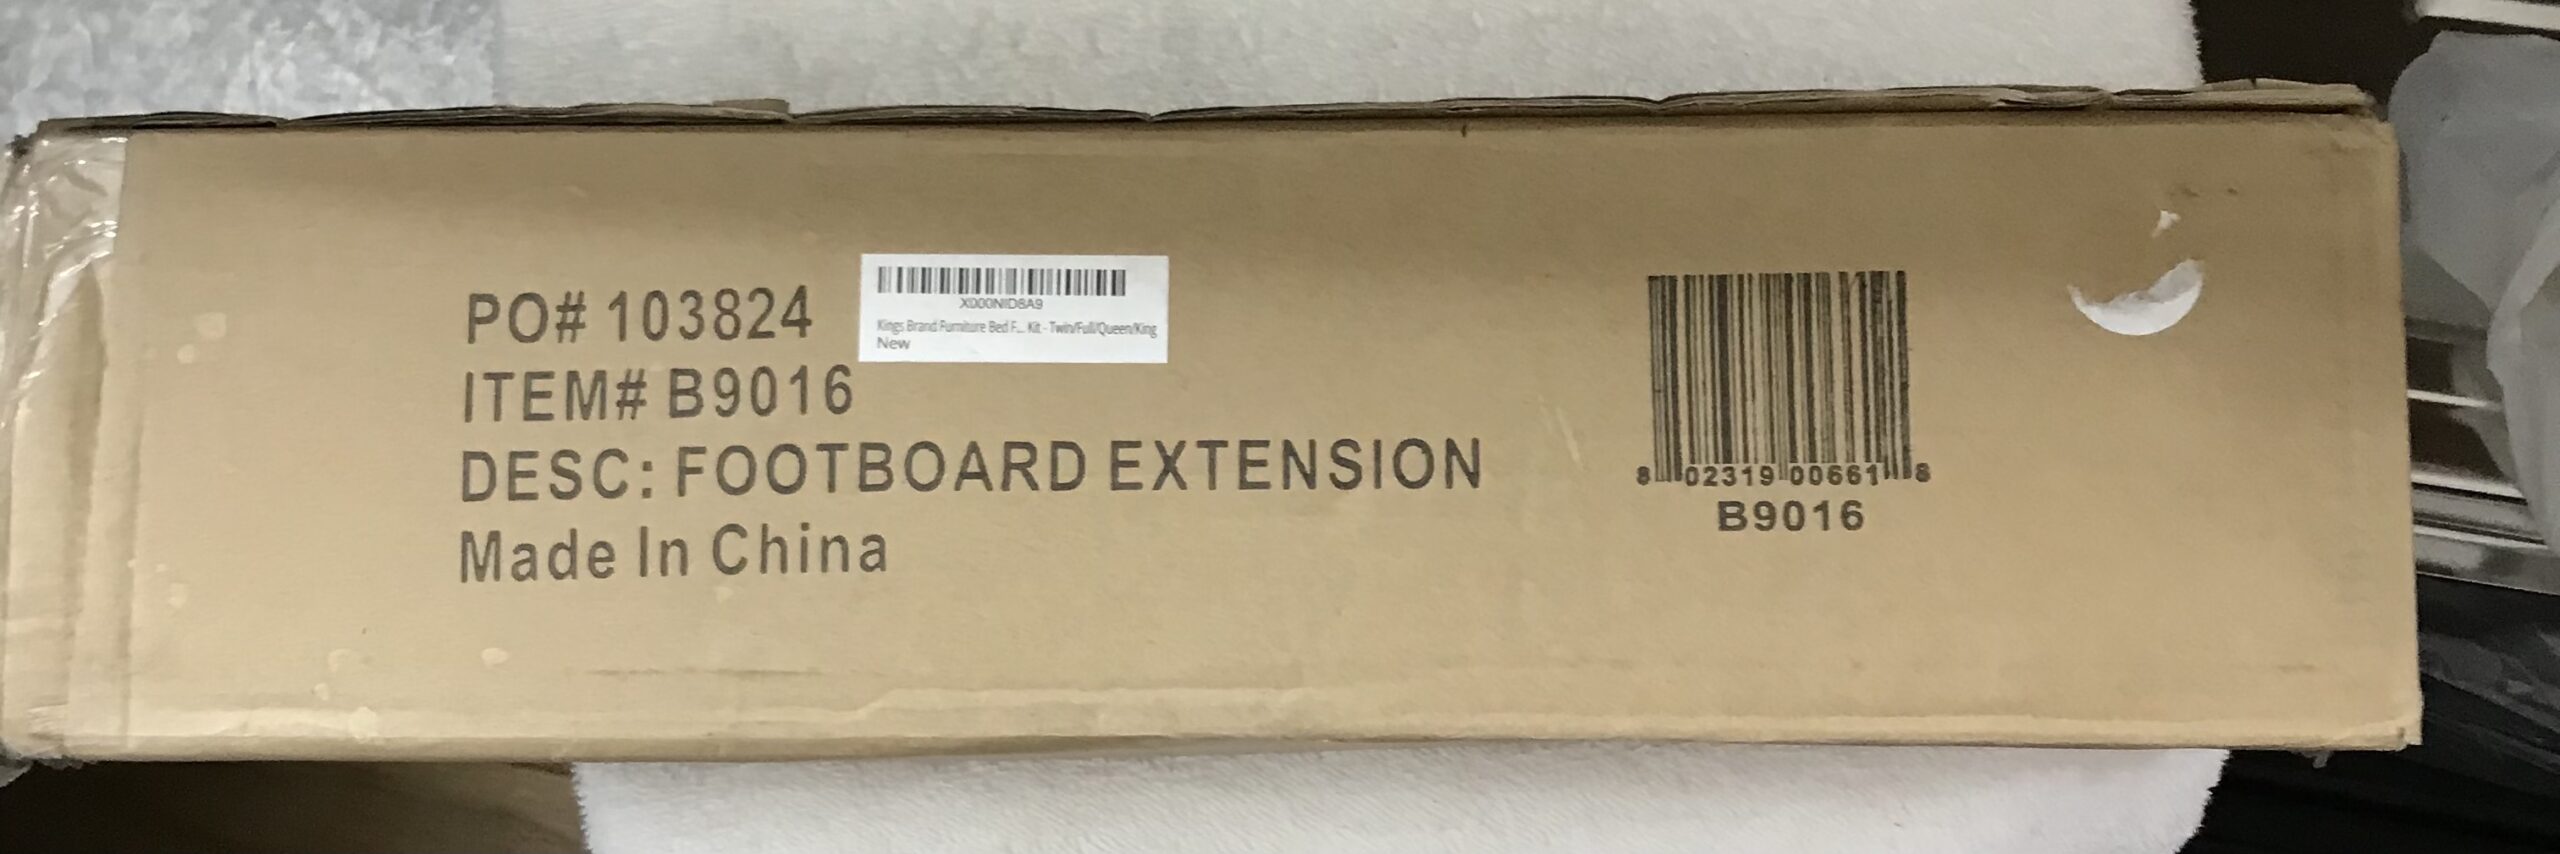 PO# 103824
ITEM# B9016
DESC: FOOTBOARD EXTENSION
Made In China
X000NID8A9
Kings Brand Furniture Bed F... Kit - Twin/Full/Queen/King
New
8 02319 00661 8
B9016